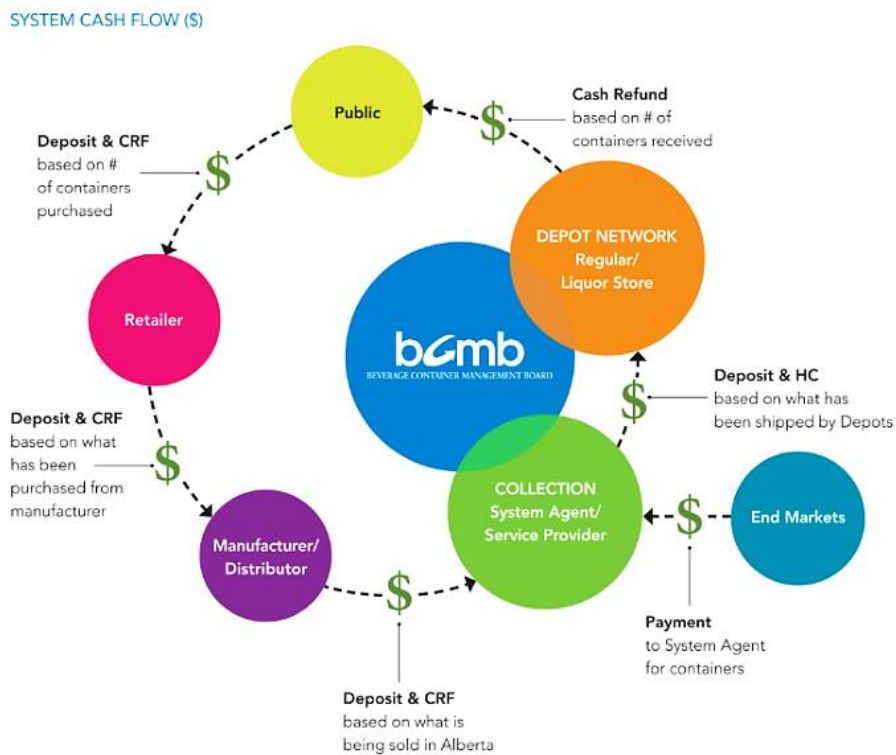 SYSTEM CASH FLOW ($)
Public
Cash Refund
based on # of
containers received
$
Deposit & CRF
based on #
of containers
purchased
$
DEPOT NETWORK
Regular/
Liquor Store
Retailer
bcmb
BEVERAGE CONTAINER MANAGEMENT BOARD
Deposit & HC
based on what has
been shipped by Depots
$
Deposit & CRF
based on what
has been
purchased from
manufacturer
$
COLLECTION
System Agent/
Service Provider
$
End Markets
Manufacturer/
Distributor
$
Payment
to System Agent
for containers
Deposit & CRF
based on what is
being sold in Alberta